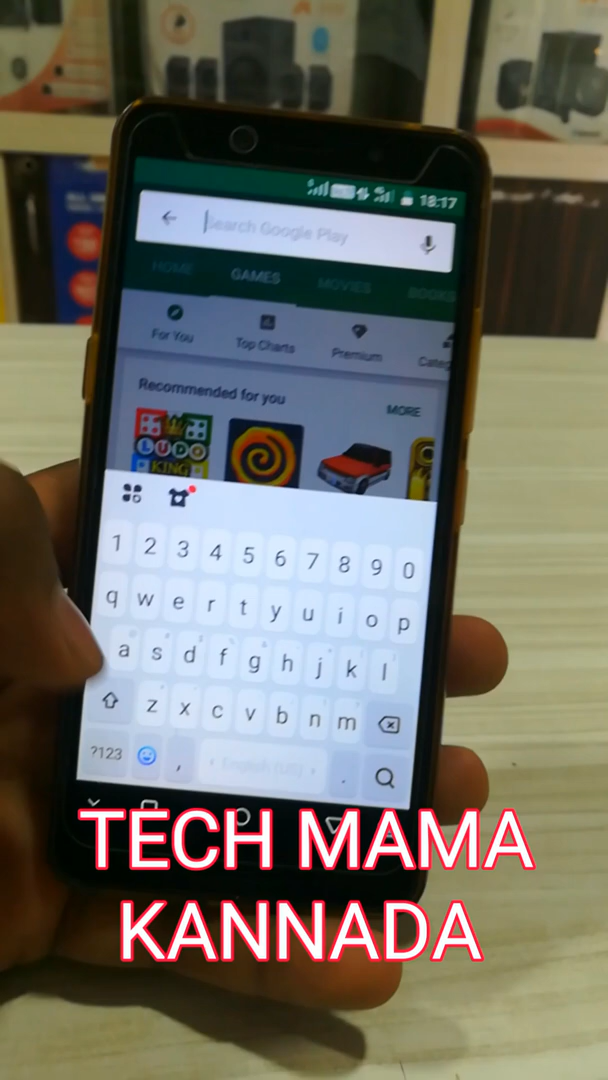 18:17
Search Google Play
HOME GAMES MOVIES BOOKS
For You Top Charts Premium Categ
Recommended for you MORE
LUDO
KING
1 2 3 4 5 6 7 8 9 0
q w e r t y u i o p
a s d f g h j k l
z x c v b n m
?123 , English (US) .
TECH MAMA
KANNADA